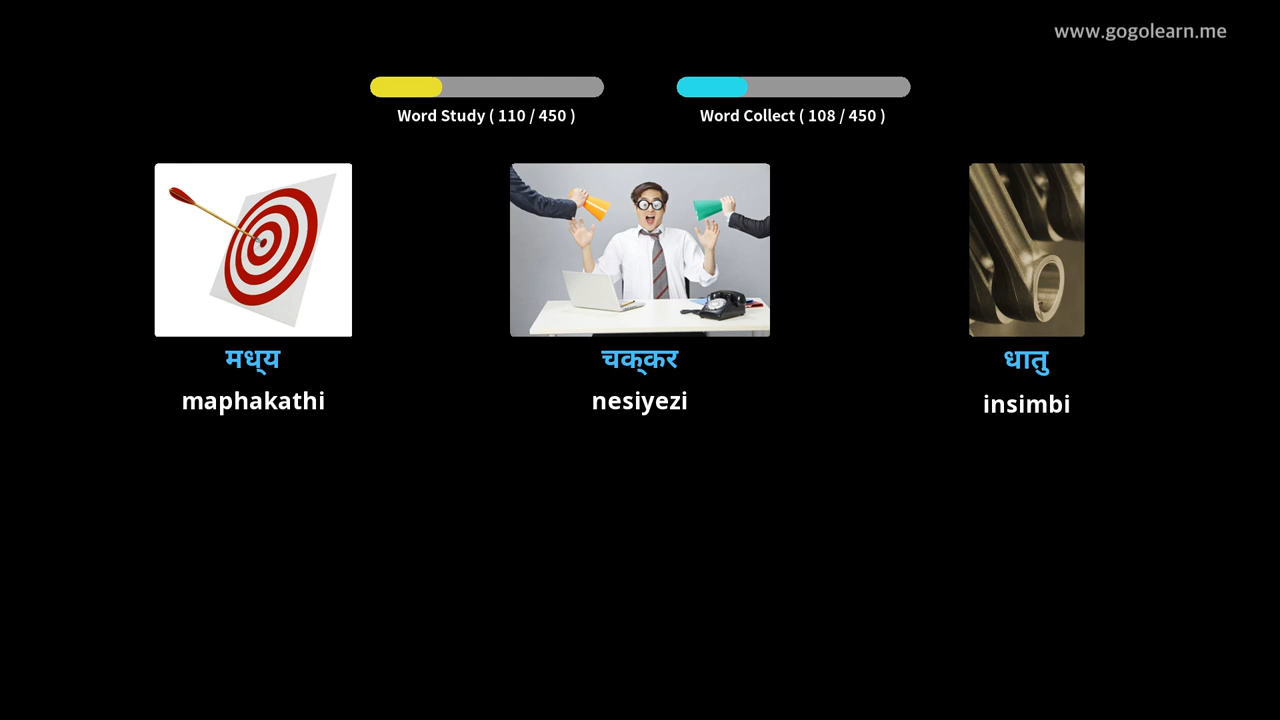 www.gogolearn.me
Word Study ( 110 / 450 )
Word Collect ( 108 / 450 )
मध्य
चक्कर
धातु
maphakathi
nesiyezi
insimbi